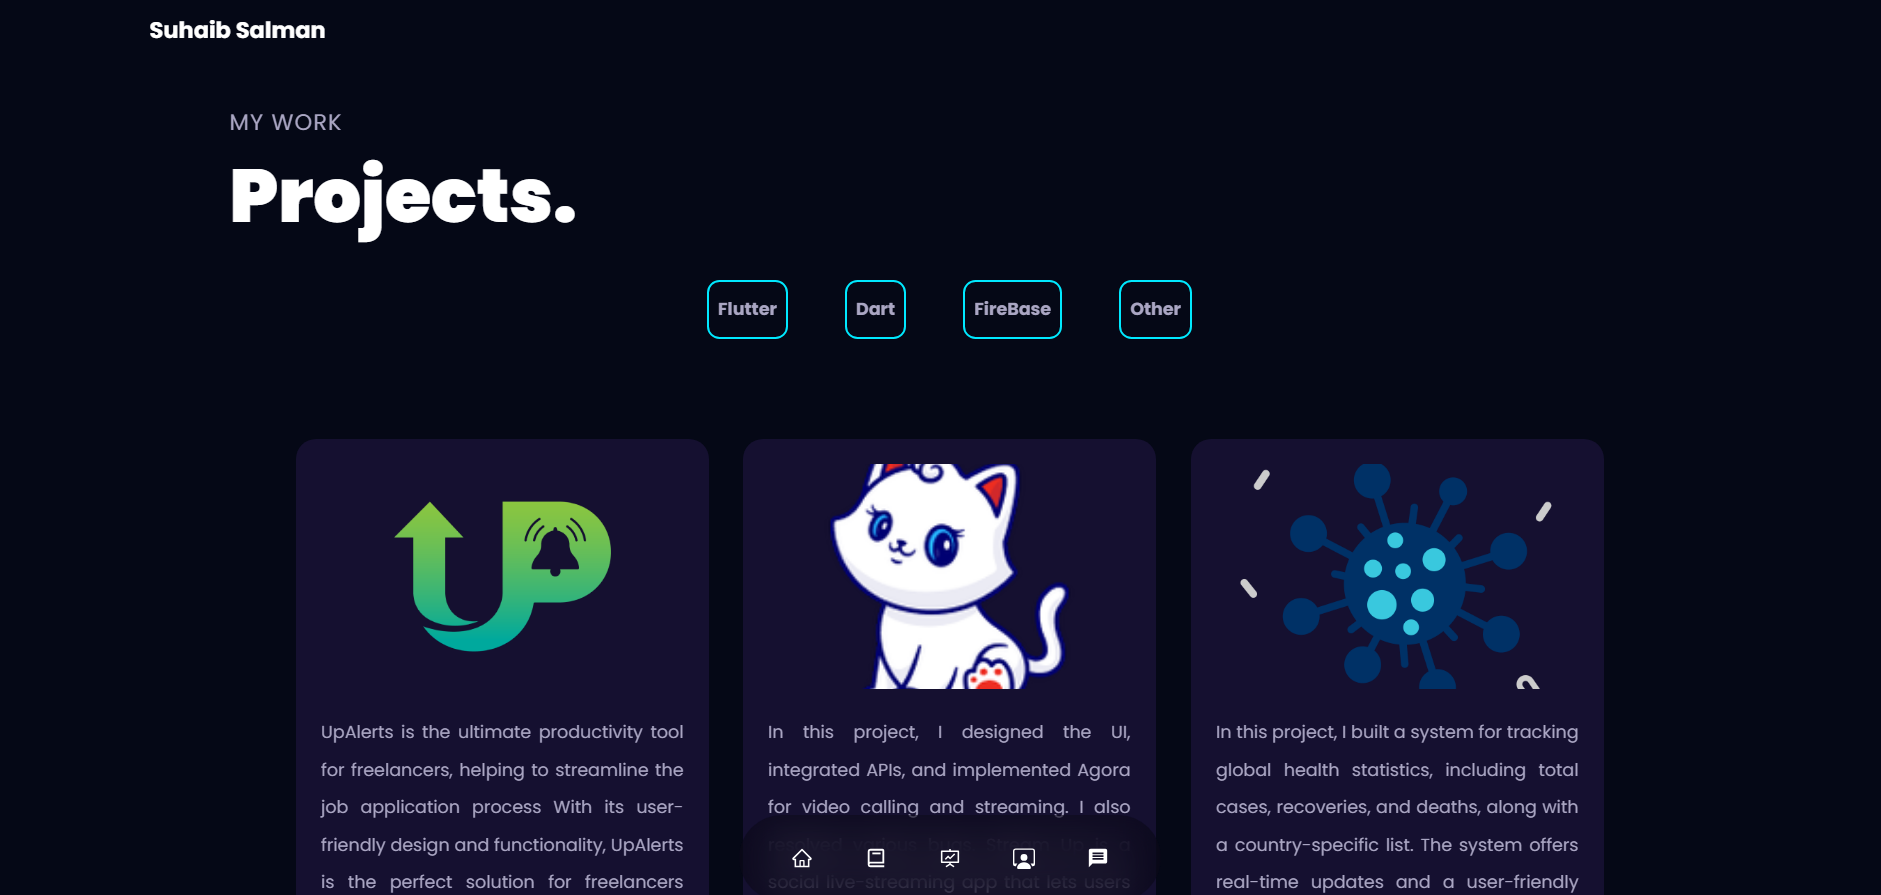 Suhaib Salman
MY WORK
Projects.
Flutter
Dart
FireBase
Other
UP
UpAlerts is the ultimate productivity tool
for freelancers, helping to streamline the
job application process With its user-
friendly design and functionality, UpAlerts
is the perfect solution for freelancers
In this project, I designed the UI,
integrated APIs, and implemented Agora
for video calling and streaming. I also
resolved various bugs.
social live-streaming app that lets users
In this project, I built a system for tracking
global health statistics, including total
cases, recoveries, and deaths, along with
a country-specific list. The system offers
real-time updates and a user-friendly